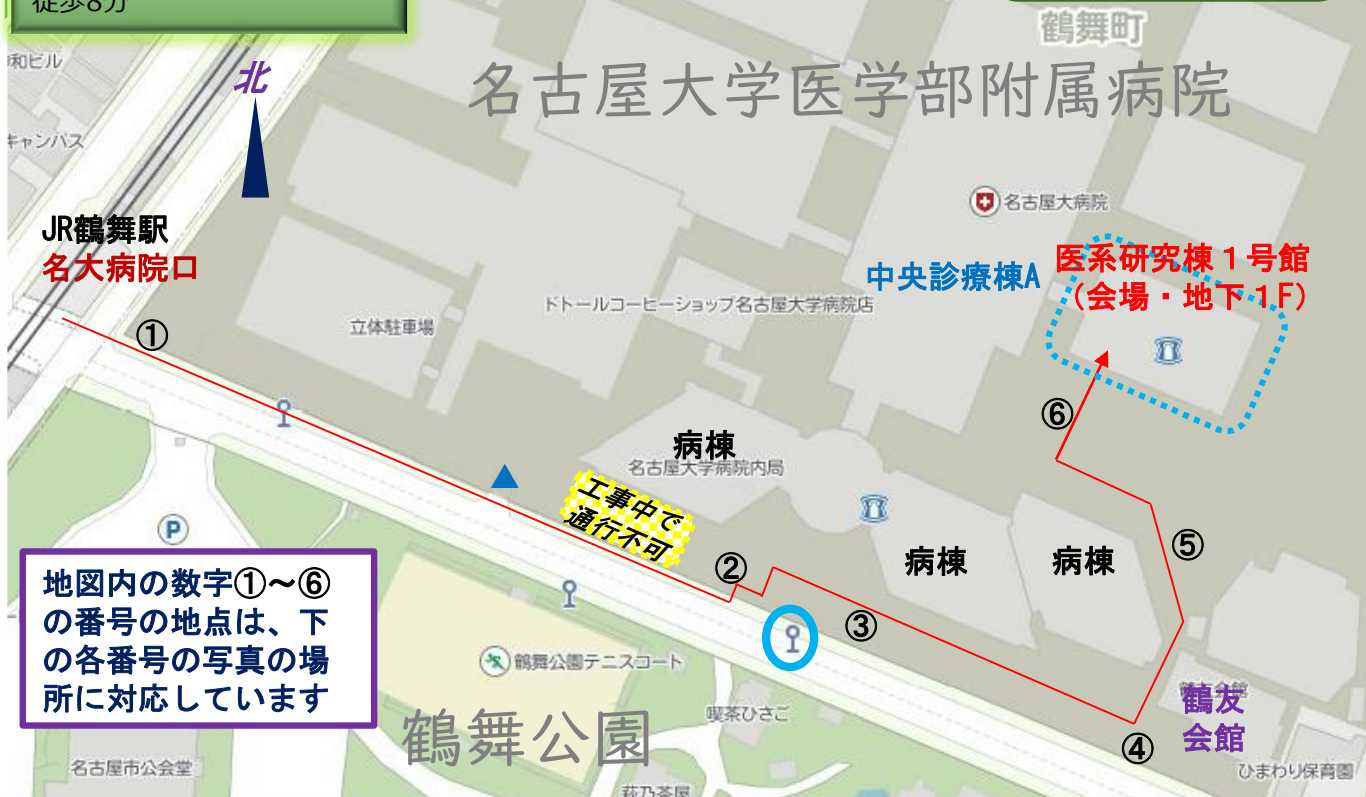 徒歩8分
鶴舞町
和ビル
北
名古屋大学医学部附属病院
キャンパス
名古屋大病院
JR鶴舞駅
名大病院口
中央診療棟A
医系研究棟1号館
(会場・地下1F)
ドトールコーヒーショップ名古屋大学病院店
立体駐車場
①
⑥
病棟
名古屋大学病院内局
工事中で
通行不可
P
②
病棟
病棟
⑤
地図内の数字①〜⑥
の番号の地点は、下
の各番号の写真の場
所に対応しています
③
鶴舞公園テニスコート
鶴友
会館
喫茶ひさご
鶴舞公園
④
名古屋市公会堂
ひまわり保育園
萩乃茶屋